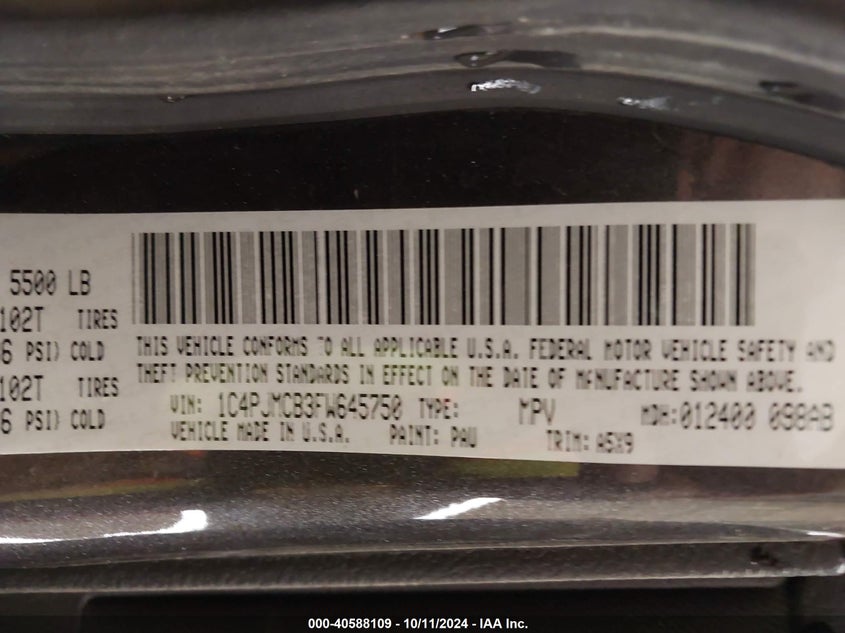 5500 LB
102T TIRES
6 PSI) COLD
102T TIRES
6 PSI) COLD
THIS VEHICLE CONFORMS TO ALL APPLICABLE U.S.A. FEDERAL MOTOR VEHICLE SAFETY AND
THEFT PREVENTION STANDARDS IN EFFECT ON THE DATE OF MANUFACTURE SHOWN ABOVE.
VIN: 1C4PJMCB3FW645750 TYPE: MPV MDH:012400 098AB
VEHICLE MADE IN U.S.A. PAINT: PAU TRIM: A5X9
000-40588109 - 10/11/2024 - IAA Inc.